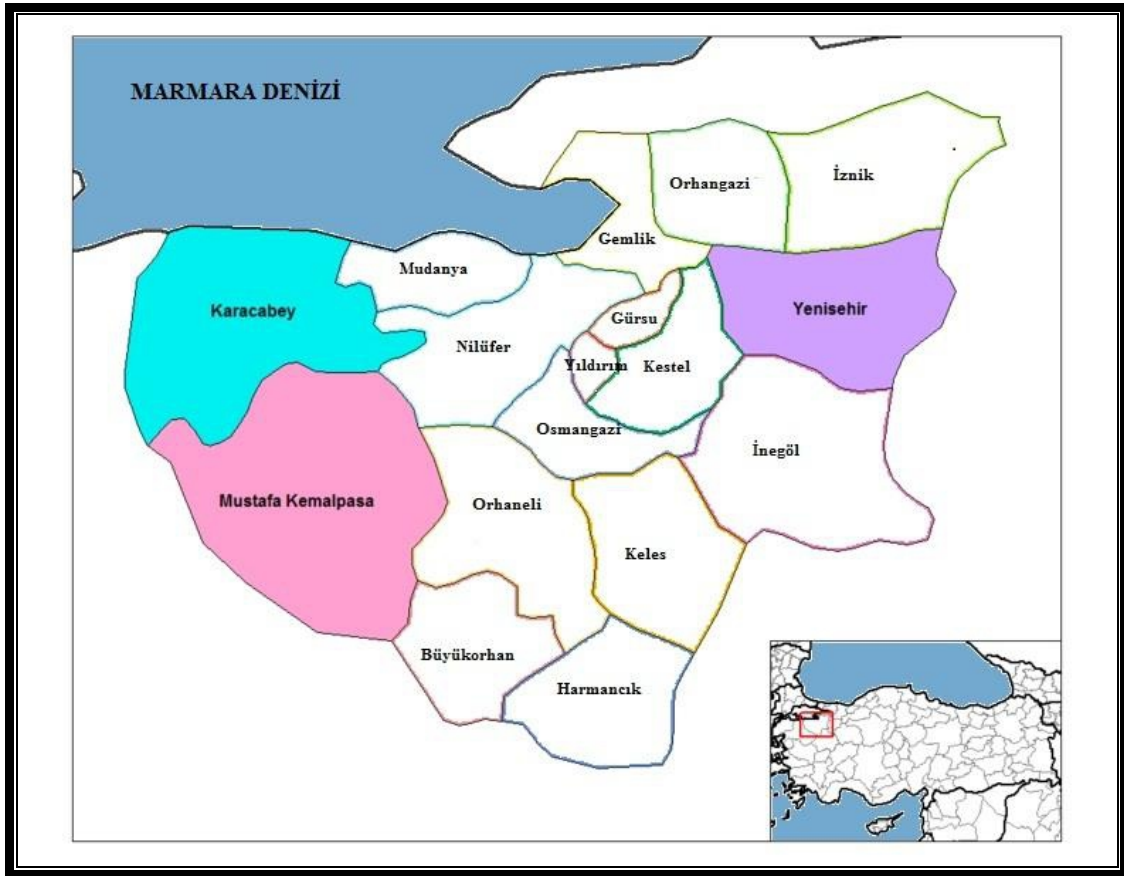 MARMARA DENİZİ
İznik
Orhangazi
Gemlik
Mudanya
Karacabey
Yenisehir
Gürsu
Nilüfer
Yıldırım
Kestel
Osmangazi
İnegöl
Mustafa Kemalpasa
Orhaneli
Keles
Büyükorhan
Harmancık